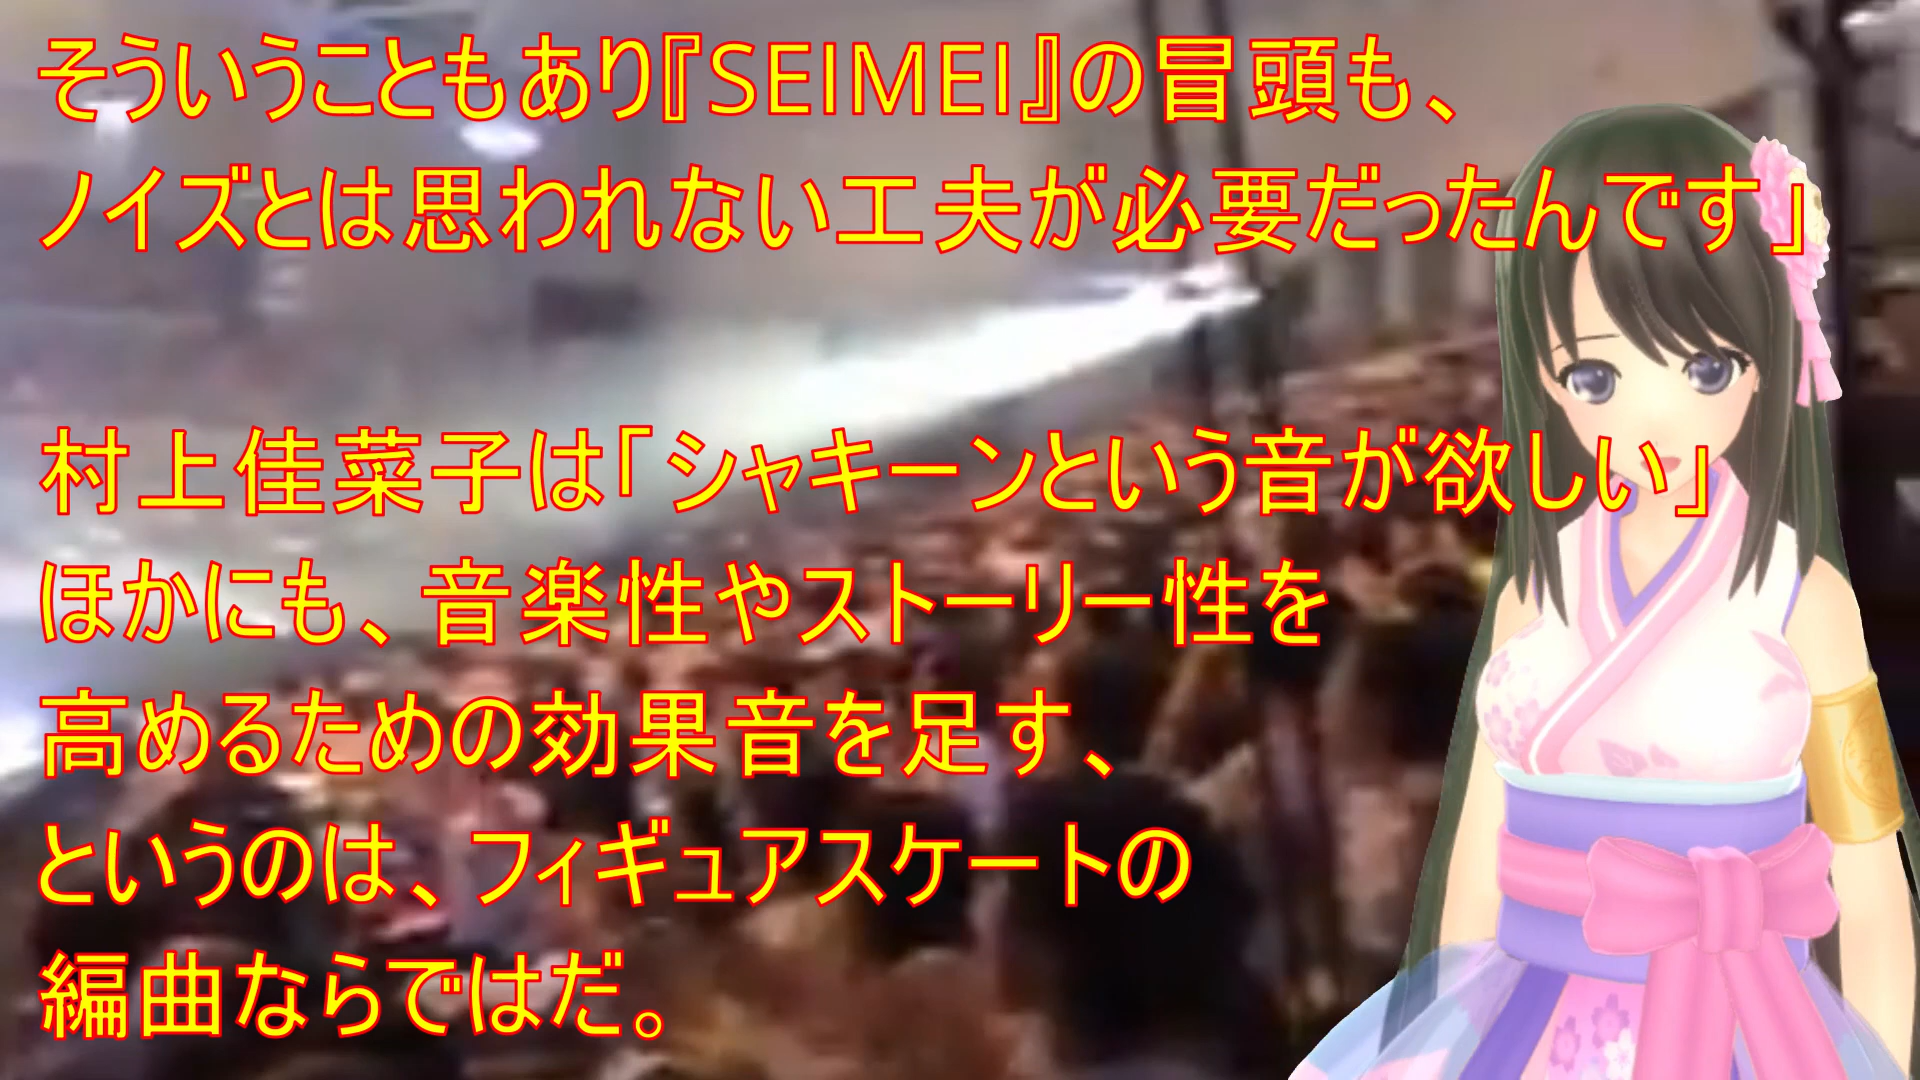 そういうこともあり『SEIMEI』の冒頭も、
ノイズとは思われない工夫が必要だったんです」
村上佳菜子は「シャキーンという音が欲しい」
ほかにも、音楽性やストーリー性を
高めるための効果音を足す、
というのは、フィギュアスケートの
編曲ならではだ。